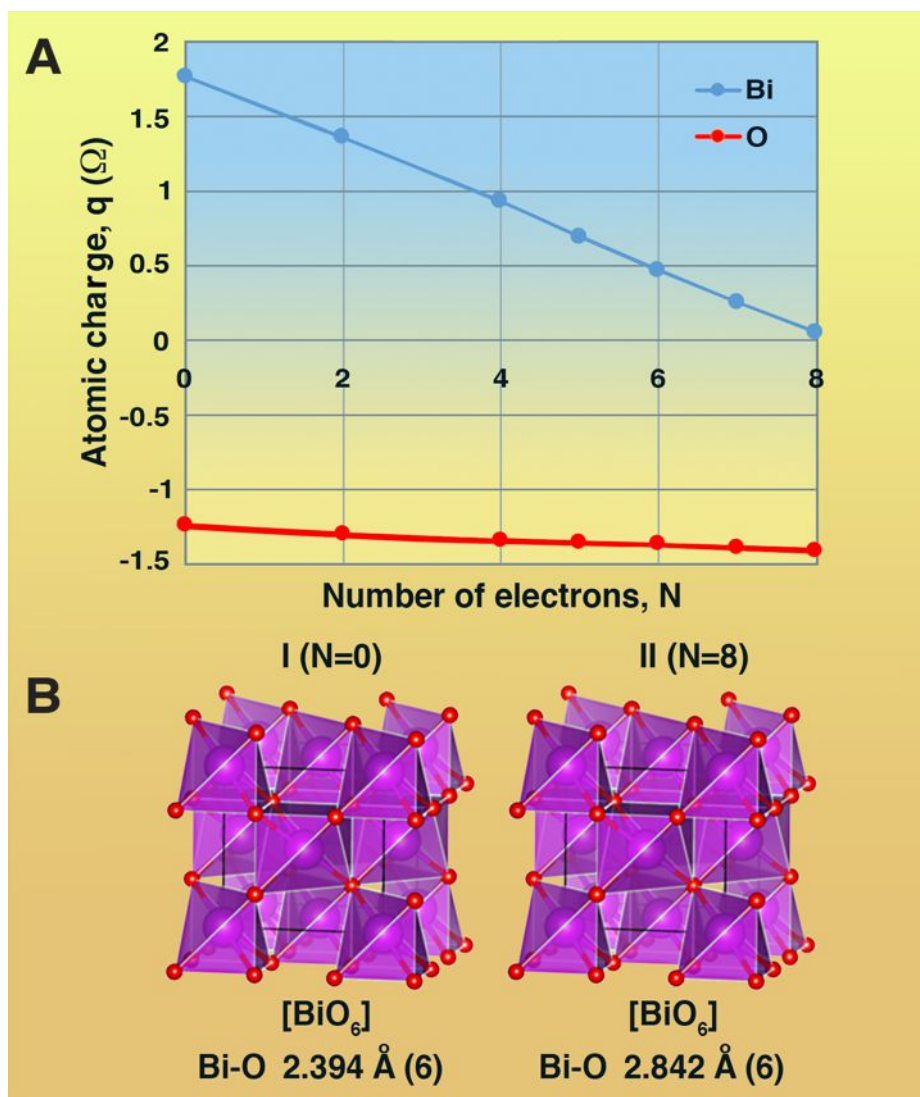 A
2
1.5
1
0.5
0
-0.5
-1
-1.5
Bi
O
0 2 4 6 8
Atomic charge, q (Ω)
Number of electrons, N
I (N=0) II (N=8)
B
[BiO₆] [BiO₆]
Bi-O 2.394 Å (6) Bi-O 2.842 Å (6)